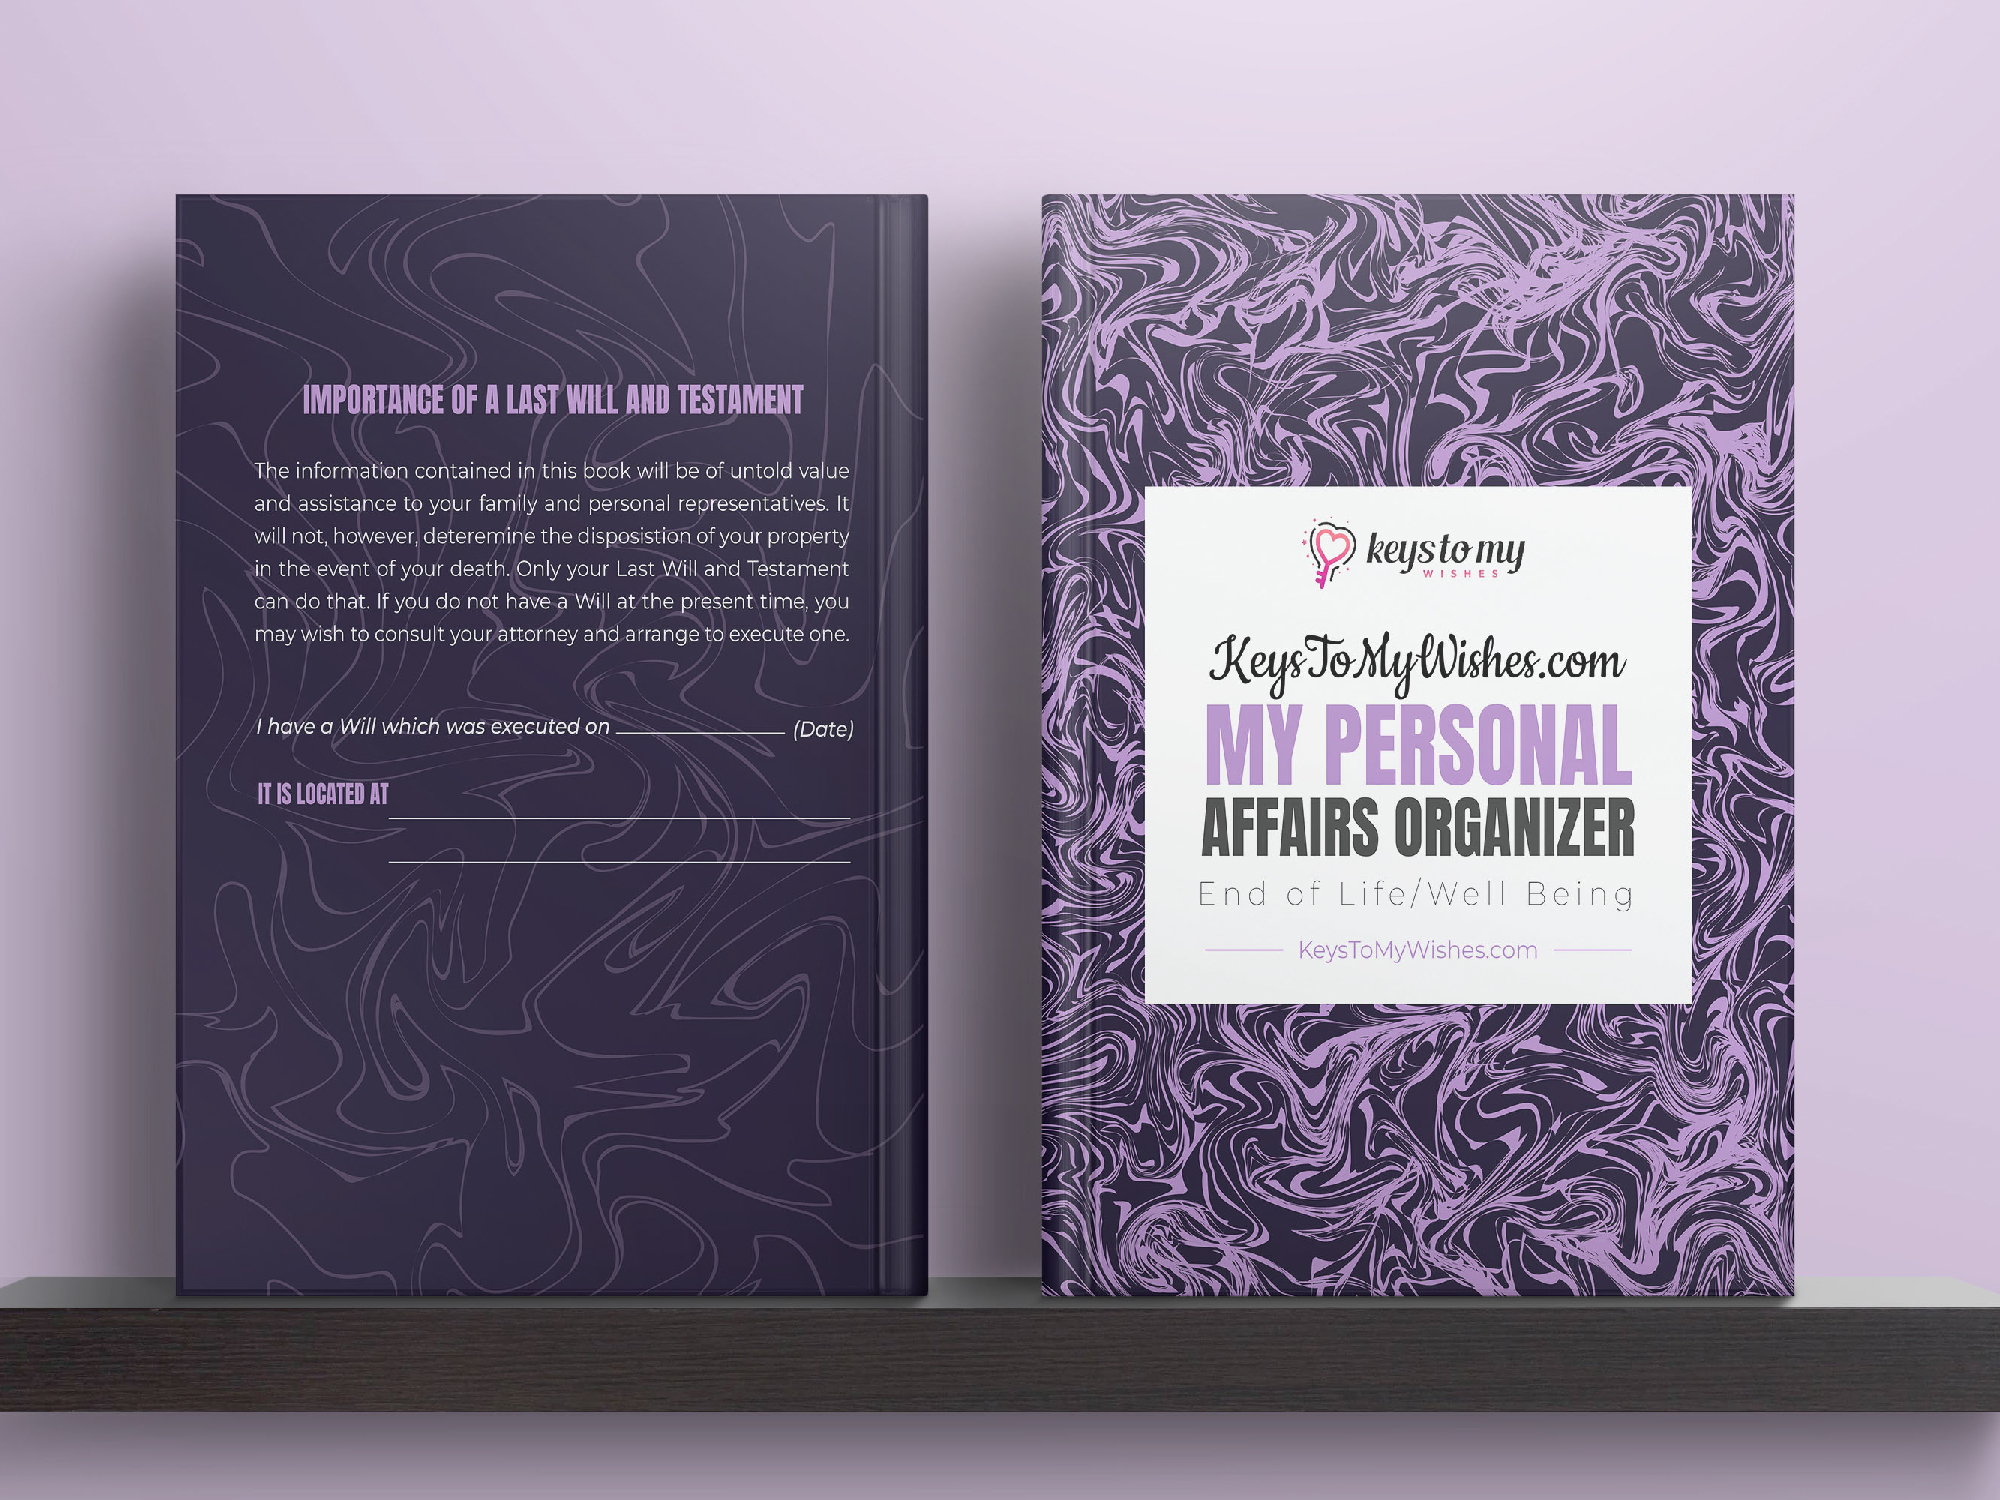 IMPORTANCE OF A LAST WILL AND TESTAMENT
The information contained in this book will be of untold value
and assistance to your family and personal representatives. It
will not, however, deteremine the disposistion of your property
in the event of your death. Only your Last Will and Testament
can do that. If you do not have a Will at the present time, you
may wish to consult your attorney and arrange to execute one.
I have a Will which was executed on (Date)
IT IS LOCATED AT
keys to my
WISHES
KeysToMyWishes.com
MY PERSONAL
AFFAIRS ORGANIZER
End of Life/Well Being
KeysToMyWishes.com